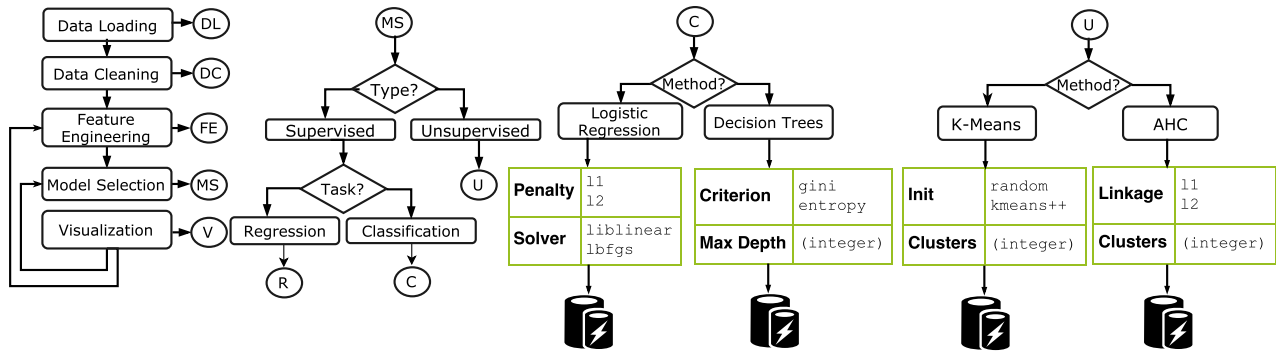 Data Loading
DL
Data Cleaning
DC
Feature
Engineering
FE
Model Selection
MS
Visualization
V
MS
Type?
Supervised
Unsupervised
U
Task?
Regression
Classification
R
C
C
Method?
Logistic
Regression
Decision Trees
Penalty
l1
l2
Solver
liblinear
lbfgs
Criterion
gini
entropy
Max Depth
(integer)
U
Method?
K-Means
AHC
Init
random
kmeans++
Clusters
(integer)
Linkage
l1
l2
Clusters
(integer)